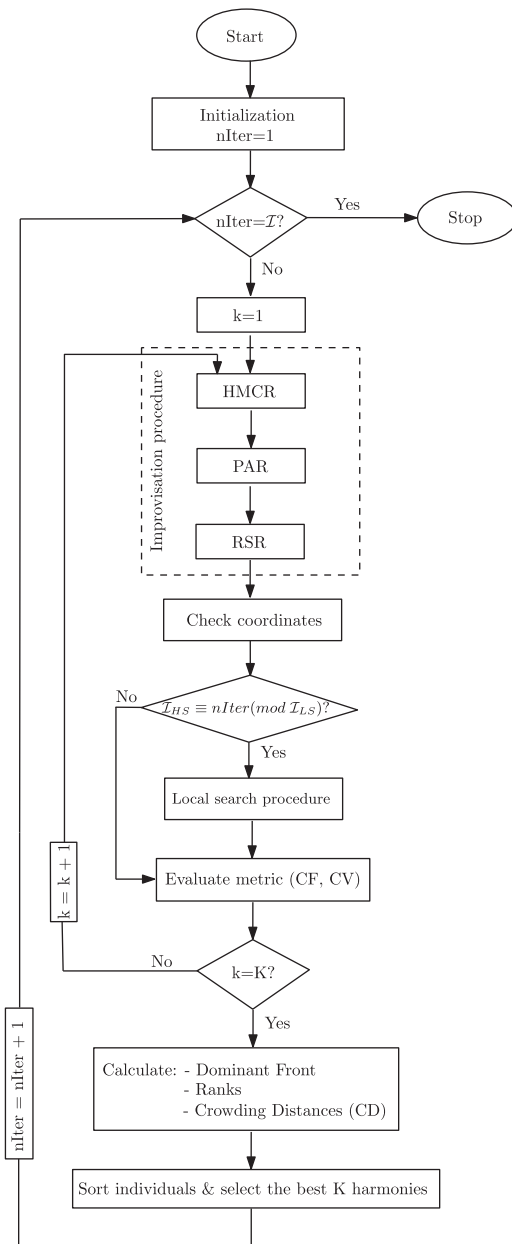 Start
Initialization
nIter=1
nIter=ℐ?
Yes
Stop
No
k=1
Improvisation procedure
HMCR
PAR
RSR
Check coordinates
No
ℐ_HS ≡ nIter(mod ℐ_LS)?
Yes
Local search procedure
k = k + 1
Evaluate metric (CF, CV)
No
k=K?
Yes
nIter = nIter + 1
Calculate: - Dominant Front
- Ranks
- Crowding Distances (CD)
Sort individuals & select the best K harmonies